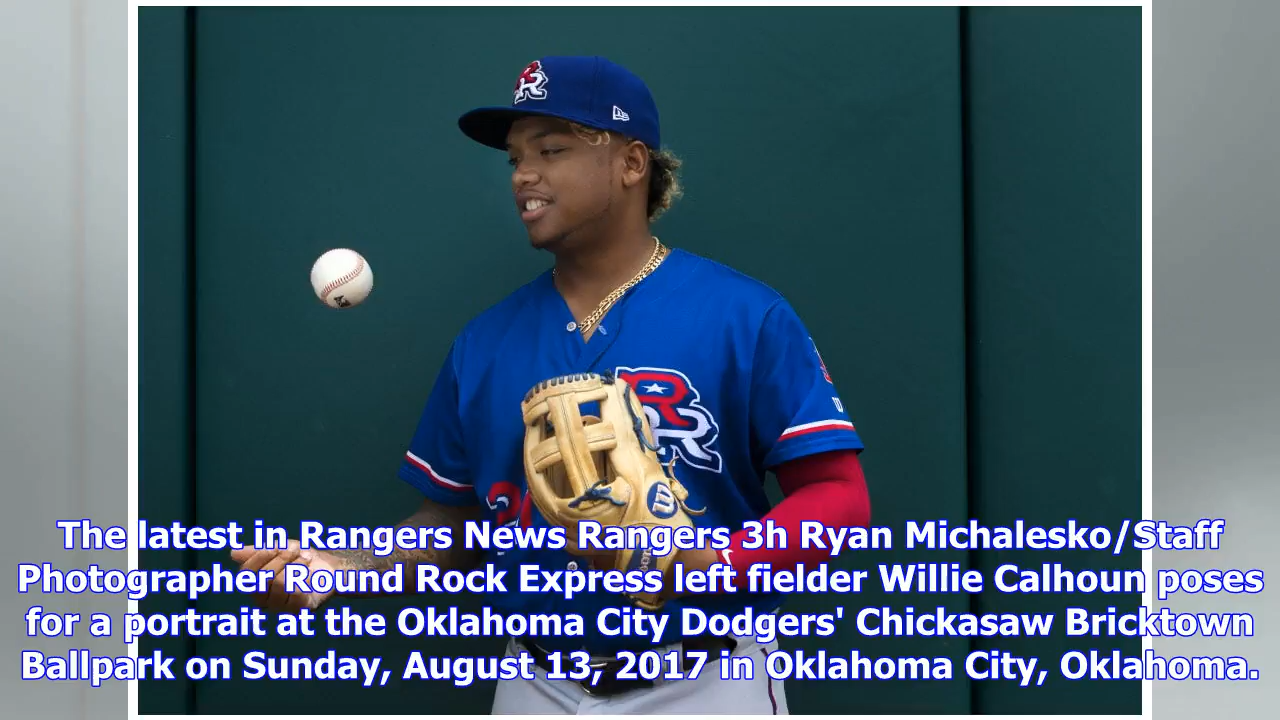 The latest in Rangers News Rangers 3h Ryan Michalesko/Staff
Photographer Round Rock Express left fielder Willie Calhoun poses
for a portrait at the Oklahoma City Dodgers' Chickasaw Bricktown
Ballpark on Sunday, August 13, 2017 in Oklahoma City, Oklahoma.